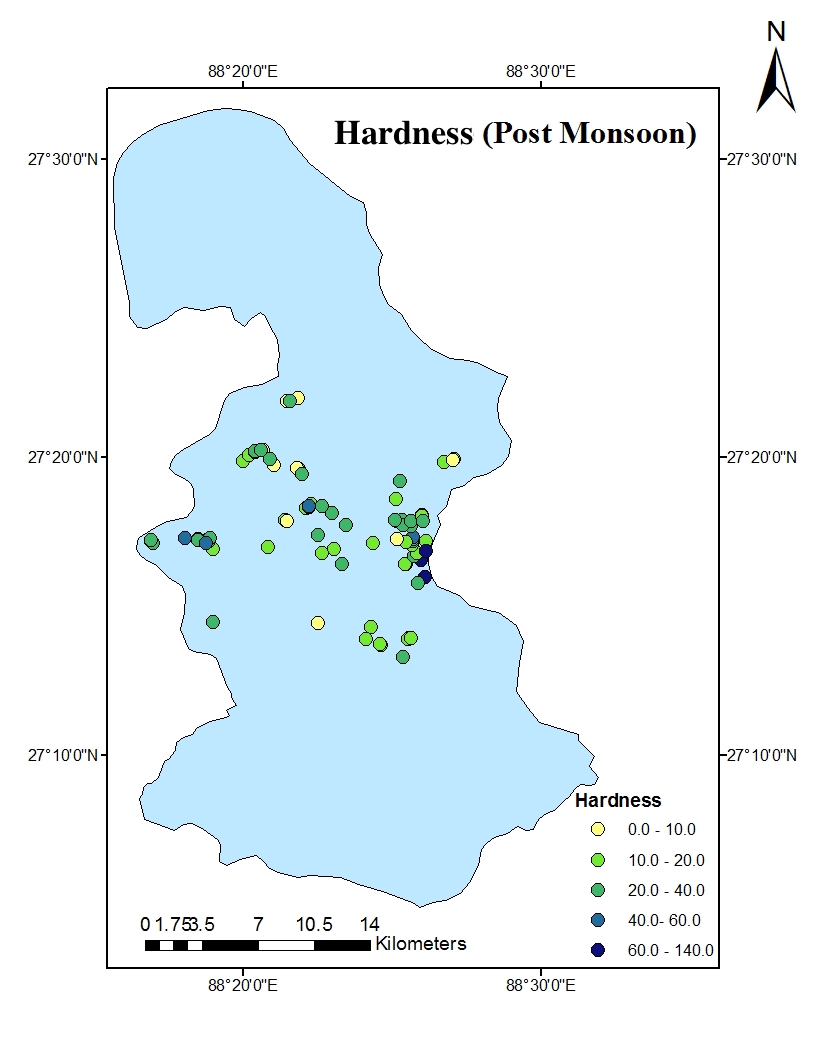 N
88°20'0"E 88°30'0"E
Hardness (Post Monsoon)
27°30'0"N 27°30'0"N
27°20'0"N 27°20'0"N
27°10'0"N 27°10'0"N
Hardness
0.0 - 10.0
10.0 - 20.0
20.0 - 40.0
40.0- 60.0
60.0 - 140.0
0 1.75 3.5 7 10.5 14
Kilometers
88°20'0"E 88°30'0"E